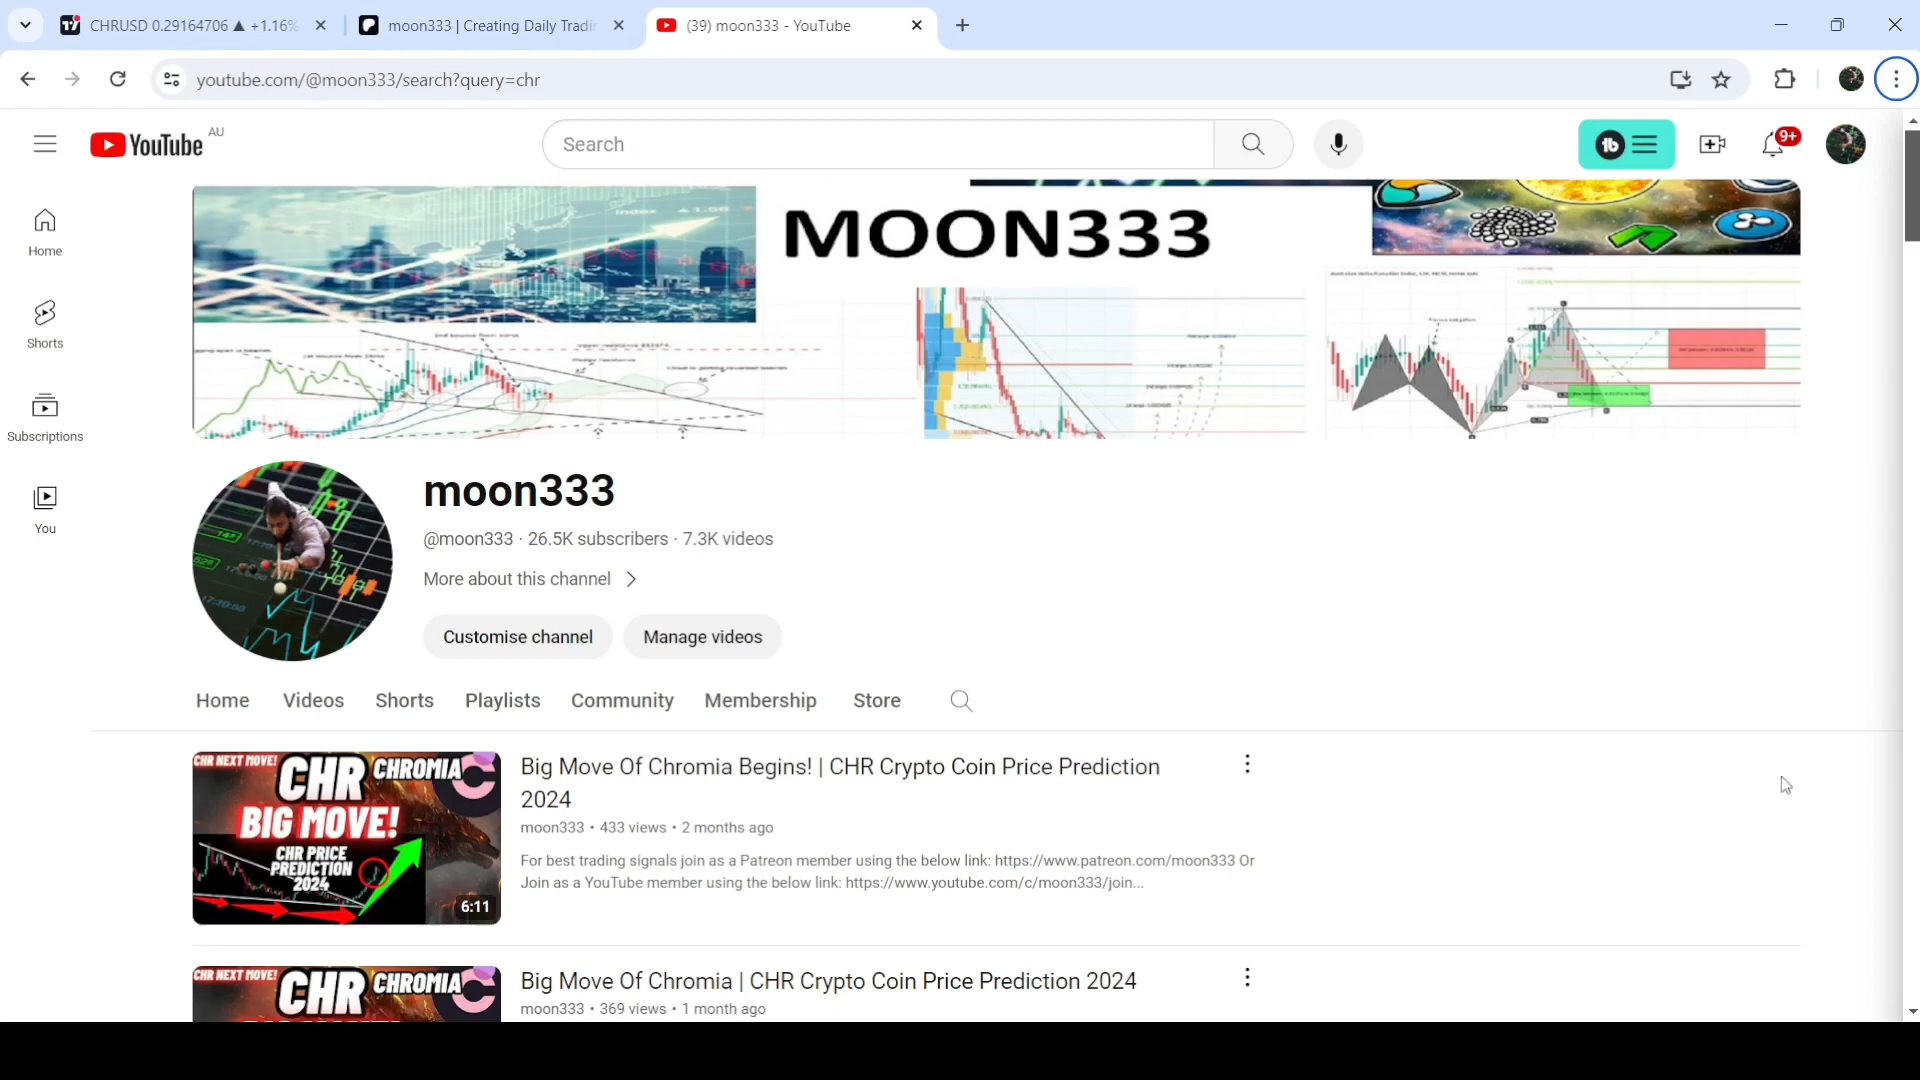 CHRUSD 0.29164706 ▲ +1.16%
moon333 | Creating Daily Tradi
(39) moon333 - YouTube
youtube.com/@moon333/search?query=chr
YouTube
AU
Search
9+
MOON333
Home
Shorts
Subscriptions
You
moon333
@moon333 · 26.5K subscribers · 7.3K videos
More about this channel
Customise channel
Manage videos
Home
Videos
Shorts
Playlists
Community
Membership
Store
CHR NEXT MOVE!
CHR CHROMIA
BIG MOVE!
CHR PRICE
PREDICTION
2024
6:11
Big Move Of Chromia Begins! | CHR Crypto Coin Price Prediction
2024
moon333 • 433 views • 2 months ago
For best trading signals join as a Patreon member using the below link: https://www.patreon.com/moon333 Or
Join as a YouTube member using the below link: https://www.youtube.com/c/moon333/join...
CHR NEXT MOVE!
CHR CHROMIA
Big Move Of Chromia | CHR Crypto Coin Price Prediction 2024
moon333 • 369 views • 1 month ago